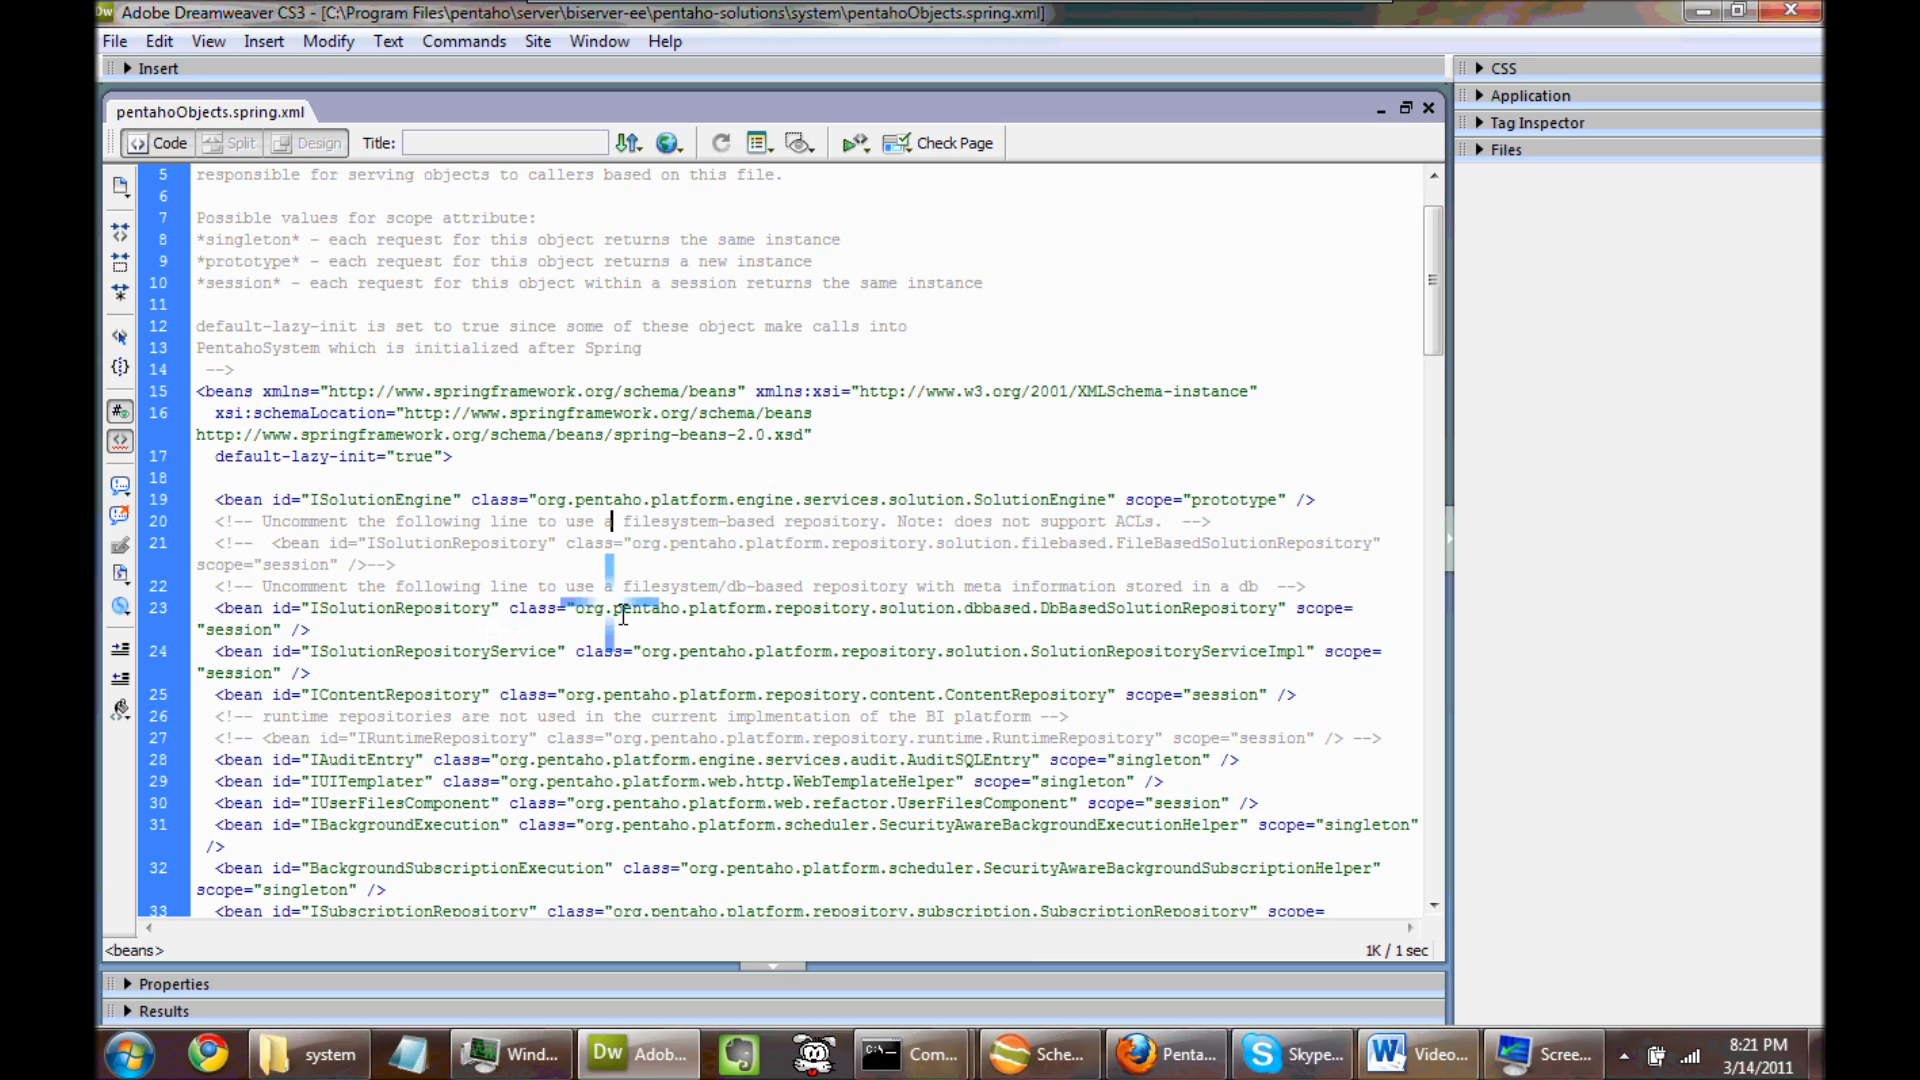 Adobe Dreamweaver CS3 - [C:\Program Files\pentaho\server\biserver-ee\pentaho-solutions\system\pentahoObjects.spring.xml]
File Edit View Insert Modify Text Commands Site Window Help
Insert
CSS
Application
Tag Inspector
Files
pentahoObjects.spring.xml
Code Split Design Title: Check Page
5 responsible for serving objects to callers based on this file.
6
7 Possible values for scope attribute:
8 *singleton* - each request for this object returns the same instance
9 *prototype* - each request for this object returns a new instance
10 *session* - each request for this object within a session returns the same instance
11
12 default-lazy-init is set to true since some of these object make calls into
13 PentahoSystem which is initialized after Spring
14 -->
15 <beans xmlns="http://www.springframework.org/schema/beans" xmlns:xsi="http://www.w3.org/2001/XMLSchema-instance"
16 xsi:schemaLocation="http://www.springframework.org/schema/beans
http://www.springframework.org/schema/beans/spring-beans-2.0.xsd"
17 default-lazy-init="true">
18
19 <bean id="ISolutionEngine" class="org.pentaho.platform.engine.services.solution.SolutionEngine" scope="prototype" />
20 <!-- Uncomment the following line to use a filesystem-based repository. Note: does not support ACLs. -->
21 <!-- <bean id="ISolutionRepository" class="org.pentaho.platform.repository.solution.filebased.FileBasedSolutionRepository"
scope="session" />-->
22 <!-- Uncomment the following line to use a filesystem/db-based repository with meta information stored in a db -->
23 <bean id="ISolutionRepository" class="org.pentaho.platform.repository.solution.dbbased.DbBasedSolutionRepository" scope=
"session" />
24 <bean id="ISolutionRepositoryService" class="org.pentaho.platform.repository.solution.SolutionRepositoryServiceImpl" scope=
"session" />
25 <bean id="IContentRepository" class="org.pentaho.platform.repository.content.ContentRepository" scope="session" />
26 <!-- runtime repositories are not used in the current implmentation of the BI platform -->
27 <!-- <bean id="IRuntimeRepository" class="org.pentaho.platform.repository.runtime.RuntimeRepository" scope="session" /> -->
28 <bean id="IAuditEntry" class="org.pentaho.platform.engine.services.audit.AuditSQLEntry" scope="singleton" />
29 <bean id="IUITemplater" class="org.pentaho.platform.web.http.WebTemplateHelper" scope="singleton" />
30 <bean id="IUserFilesComponent" class="org.pentaho.platform.web.refactor.UserFilesComponent" scope="session" />
31 <bean id="IBackgroundExecution" class="org.pentaho.platform.scheduler.SecurityAwareBackgroundExecutionHelper" scope="singleton"
/>
32 <bean id="BackgroundSubscriptionExecution" class="org.pentaho.platform.scheduler.SecurityAwareBackgroundSubscriptionHelper"
scope="singleton" />
33 <bean id="ISubscriptionRepository" class="org.pentaho.platform.repository.subscription.SubscriptionRepository" scope=
<beans> 1K / 1 sec
Properties
Results
system Wind... Dw Adob... Com... Sche... Penta... Skype... Video... Scree... 8:21 PM
3/14/2011